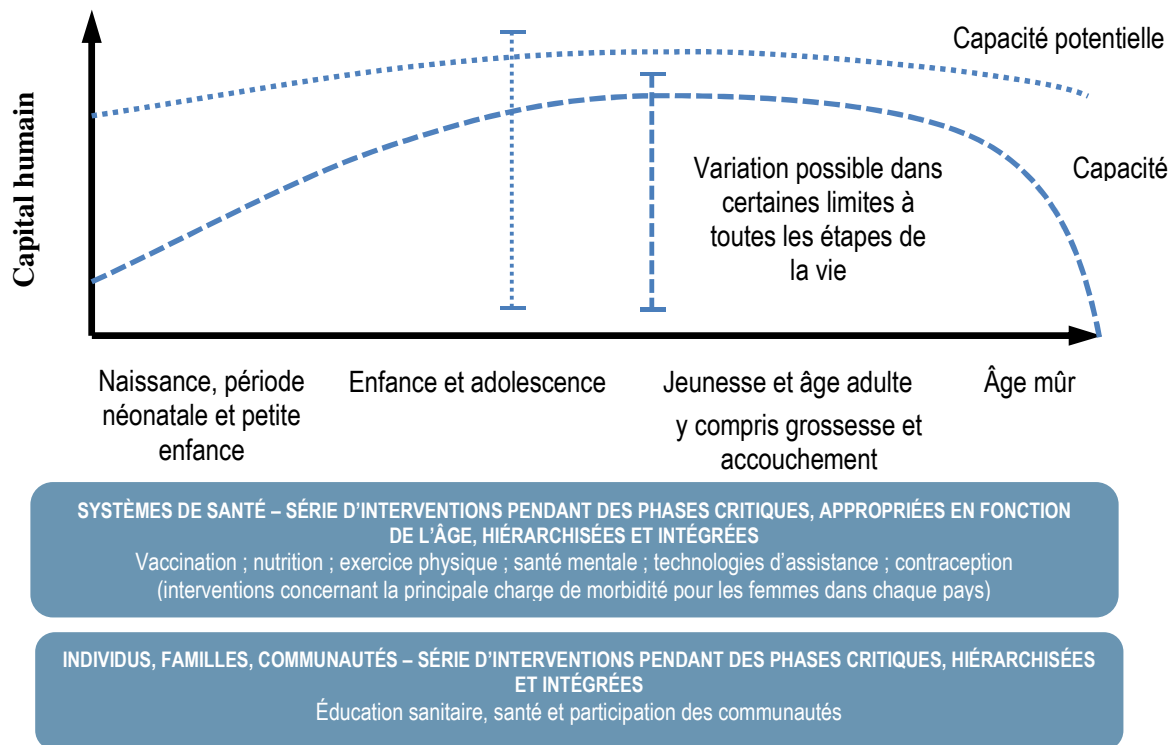 Capacité potentielle
Capital humain
Capacité
Variation possible dans
certaines limites à
toutes les étapes de
la vie
Naissance, période
néonatale et petite
enfance
Enfance et adolescence
Jeunesse et âge adulte
y compris grossesse et
accouchement
Âge mûr
SYSTÈMES DE SANTÉ – SÉRIE D’INTERVENTIONS PENDANT DES PHASES CRITIQUES, APPROPRIÉES EN FONCTION
DE L’ÂGE, HIÉRARCHISÉES ET INTÉGRÉES
Vaccination ; nutrition ; exercice physique ; santé mentale ; technologies d’assistance ; contraception
(interventions concernant la principale charge de morbidité pour les femmes dans chaque pays)
INDIVIDUS, FAMILLES, COMMUNAUTÉS – SÉRIE D’INTERVENTIONS PENDANT DES PHASES CRITIQUES, HIÉRARCHISÉES
ET INTÉGRÉES
Éducation sanitaire, santé et participation des communautés